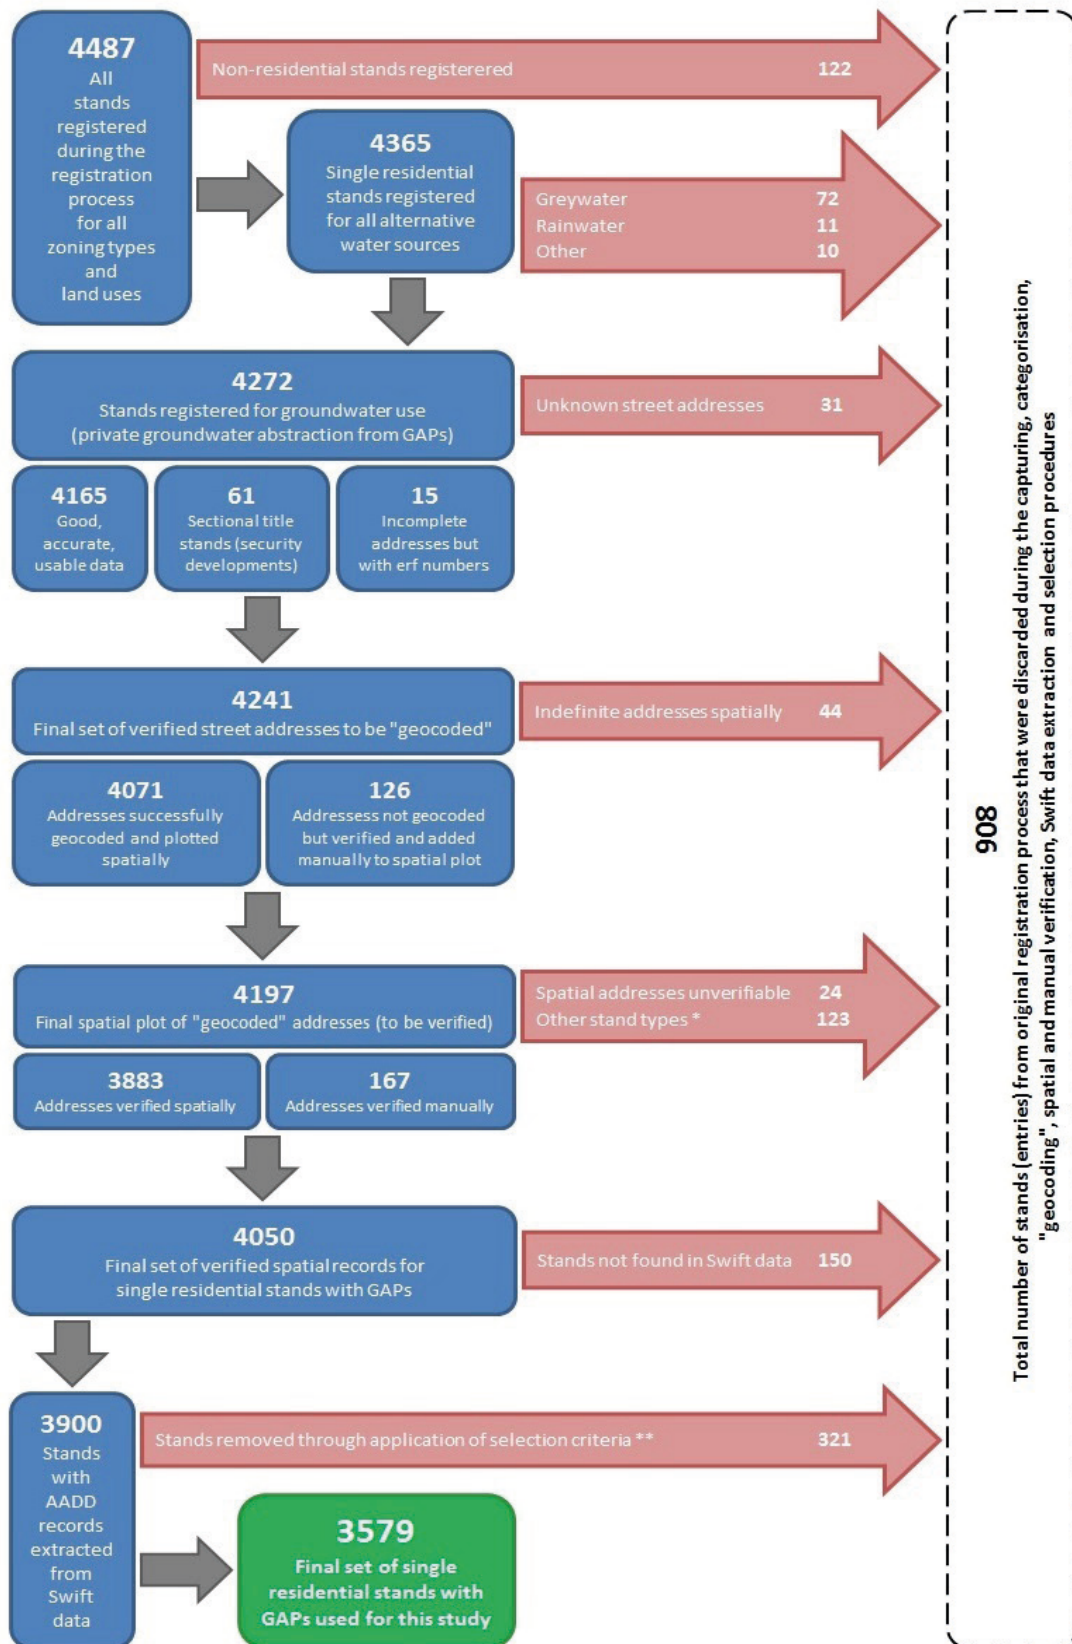 4487
All
stands
registered
during the
registration
process
for all
zoning types
and
land uses
Non-residential stands registerered 122
4365
Single residential
stands registered
for all alternative
water sources
Greywater 72
Rainwater 11
Other 10
4272
Stands registered for groundwater use
(private groundwater abstraction from GAPs)
Unknown street addresses 31
4165
Good,
accurate,
usable data
61
Sectional title
stands (security
developments)
15
Incomplete
addresses but
with erf numbers
4241
Final set of verified street addresses to be "geocoded"
Indefinite addresses spatially 44
4071
Addresses successfully
geocoded and plotted
spatially
126
Addressess not geocoded
but verified and added
manually to spatial plot
4197
Final spatial plot of "geocoded" addresses (to be verified)
Spatial addresses unverifiable 24
Other stand types * 123
3883
Addresses verified spatially
167
Addresses verified manually
4050
Final set of verified spatial records for
single residential stands with GAPs
Stands not found in Swift data 150
3900
Stands
with
AADD
records
extracted
from
Swift
data
Stands removed through application of selection criteria ** 321
3579
Final set of single
residential stands with
GAPs used for this study
908
Total number of stands (entries) from original registration process that were discarded during the capturing, categorisation,
"geocoding", spatial and manual verification, Swift data extraction and selection procedures